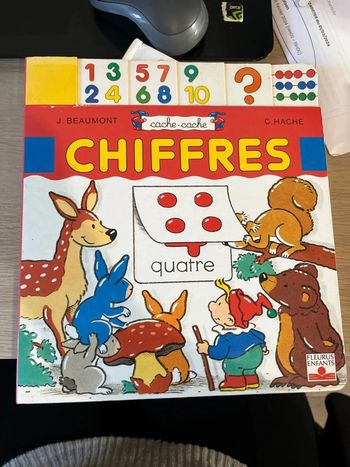 1 3 5 7 9 ?
2 4 6 8 10
J. BEAUMONT cache-cache C. HACHÉ
CHIFFRES
quatre
FLEURUS
ENFANTS